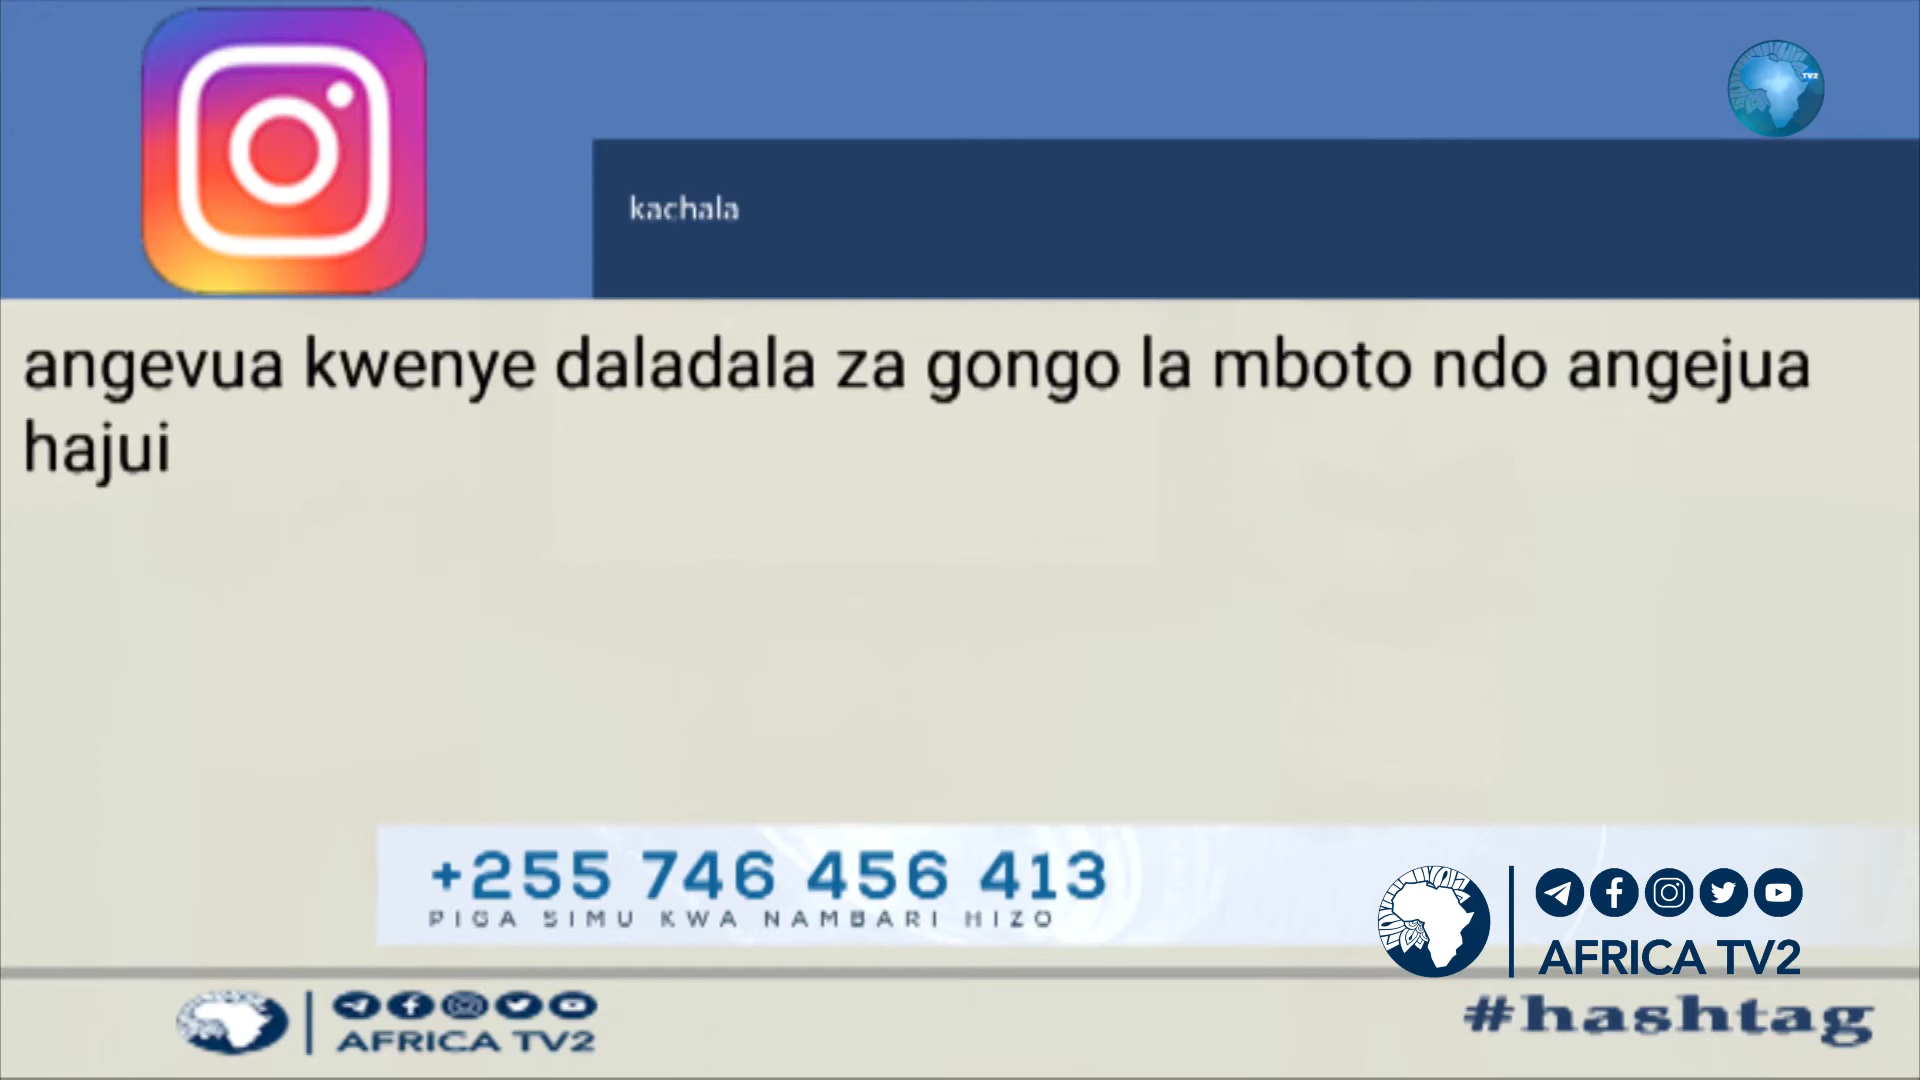 TV2
kachala
angevua kwenye daladala za gongo la mboto ndo angejua
hajui
+255 746 456 413
PIGA SIMU KWA NAMBARI HIZO
AFRICA TV2
AFRICA TV2
#hashtag